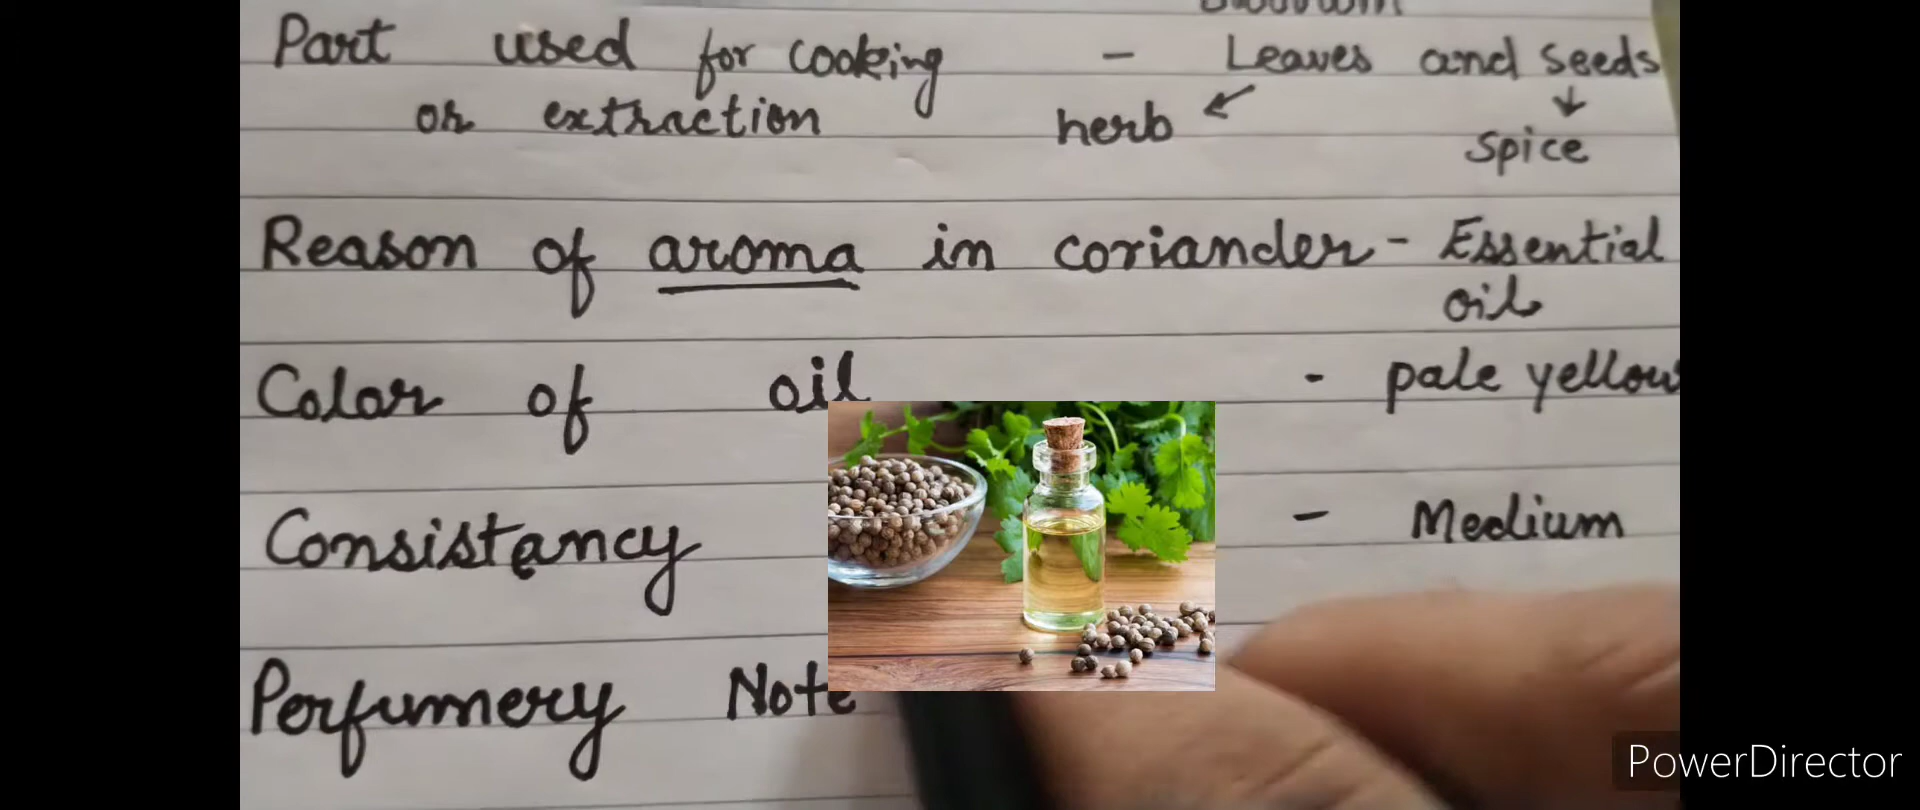 Part used for cooking - Leaves and seeds
or extraction herb ↙ ↓
spice
Reason of aroma in coriander - Essential
oil
Color of oil - pale yellow
Consistancy - Medium
Perfumery Note
PowerDirector